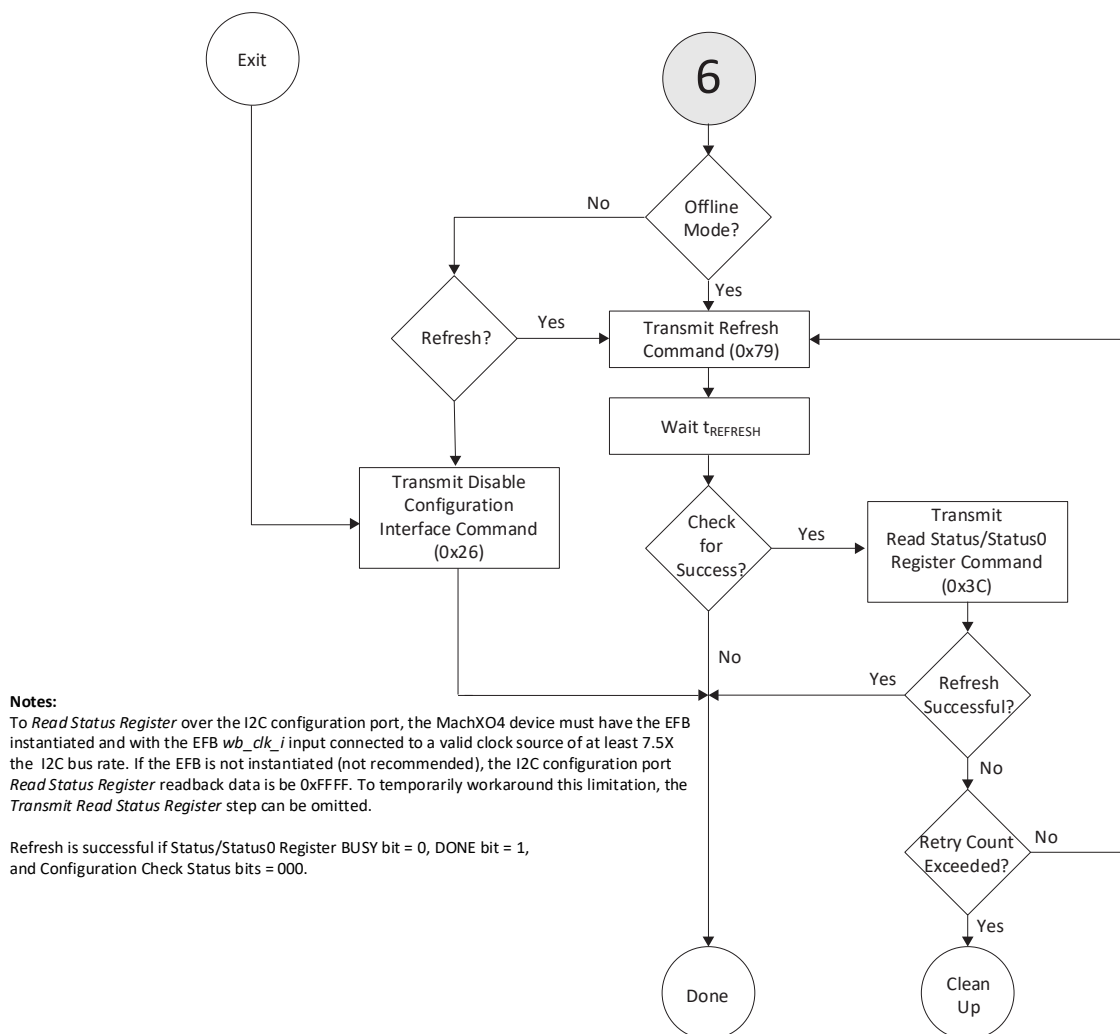 Exit
6
Offline
Mode?
No
Yes
Refresh?
Yes
Transmit Refresh
Command (0x79)
Wait tREFRESH
Transmit Disable
Configuration
Interface Command
(0x26)
Check
for
Success?
Yes
Transmit
Read Status/Status0
Register Command
(0x3C)
No
Yes
Refresh
Successful?
No
Notes:
To Read Status Register over the I2C configuration port, the MachXO4 device must have the EFB
instantiated and with the EFB wb_clk_i input connected to a valid clock source of at least 7.5X
the I2C bus rate. If the EFB is not instantiated (not recommended), the I2C configuration port
Read Status Register readback data is be 0xFFFF. To temporarily workaround this limitation, the
Transmit Read Status Register step can be omitted.
Refresh is successful if Status/Status0 Register BUSY bit = 0, DONE bit = 1,
and Configuration Check Status bits = 000.
Retry Count
Exceeded?
No
Yes
Done
Clean
Up